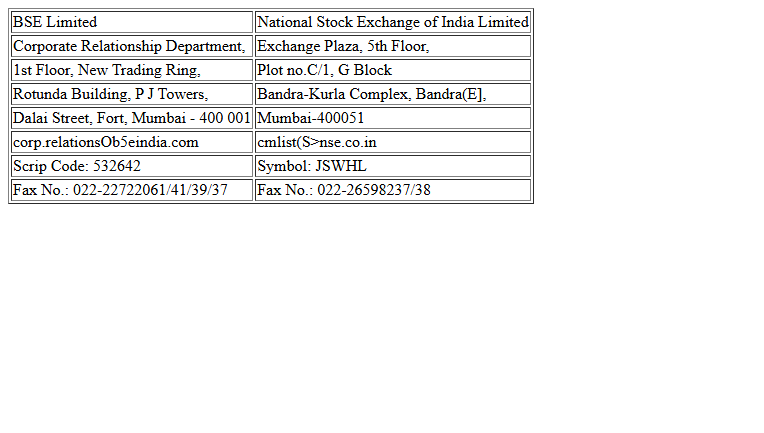 BSE Limited National Stock Exchange of India Limited
Corporate Relationship Department, Exchange Plaza, 5th Floor,
1st Floor, New Trading Ring, Plot no.C/1, G Block
Rotunda Building, P J Towers, Bandra-Kurla Complex, Bandra(E],
Dalai Street, Fort, Mumbai - 400 001 Mumbai-400051
corp.relationsOb5eindia.com cmlist(S>nse.co.in
Scrip Code: 532642 Symbol: JSWHL
Fax No.: 022-22722061/41/39/37 Fax No.: 022-26598237/38